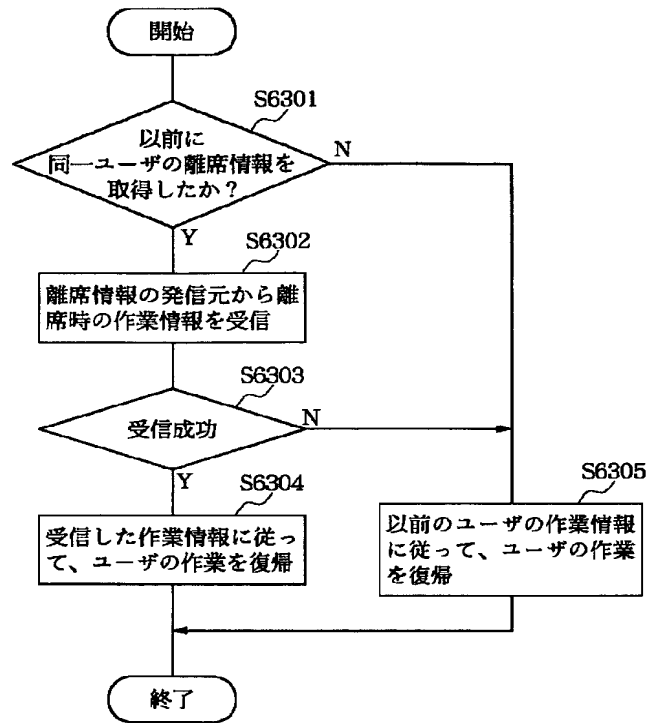 開始
S6301
以前に
同一ユーザの離席情報を
取得したか？
N
Y
S6302
離席情報の発信元から離
席時の作業情報を受信
S6303
受信成功
N
Y
S6304
受信した作業情報に従っ
て、ユーザの作業を復帰
S6305
以前のユーザの作業情報
に従って、ユーザの作業
を復帰
終了